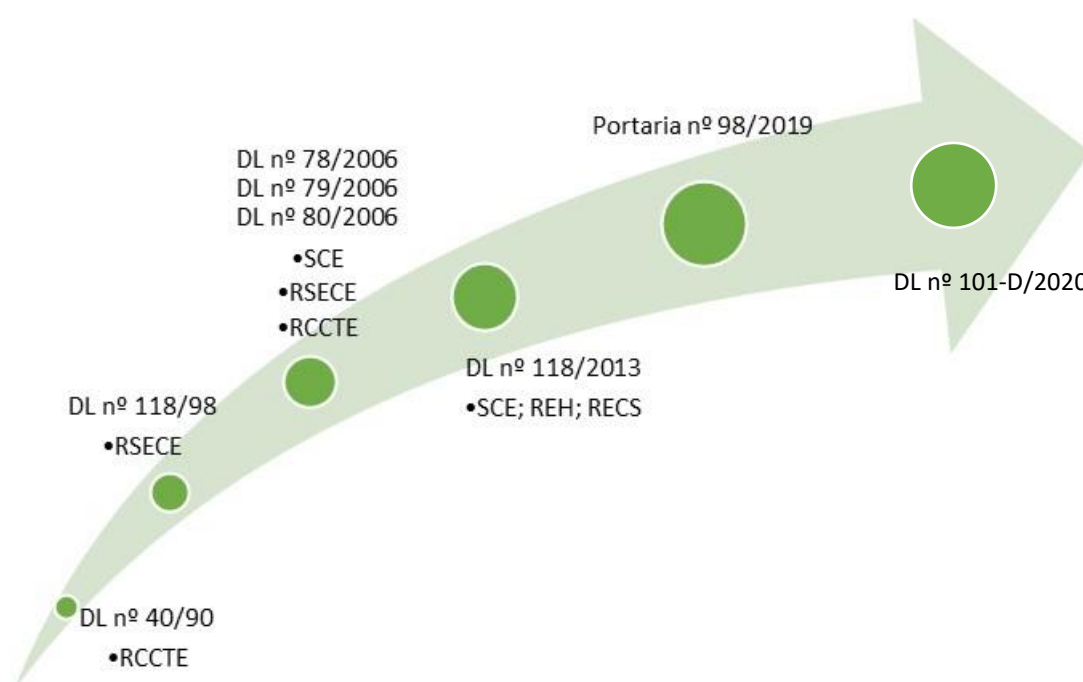 DL nº 40/90
•RCCTE
DL nº 118/98
•RSECE
DL nº 78/2006
DL nº 79/2006
DL nº 80/2006
•SCE
•RSECE
•RCCTE
DL nº 118/2013
•SCE; REH; RECS
Portaria nº 98/2019
DL nº 101-D/2020